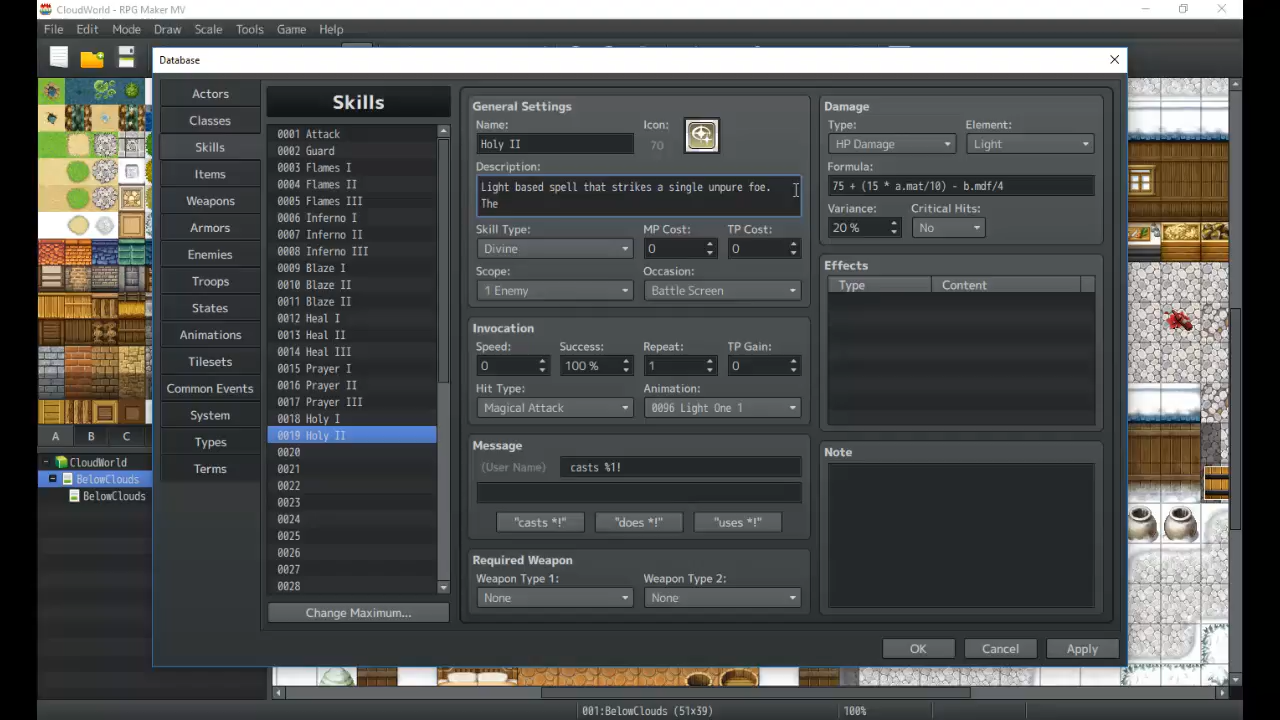 CloudWorld - RPG Maker MV
File Edit Mode Draw Scale Tools Game Help
Database
Actors
Classes
Skills
Items
Weapons
Armors
Enemies
Troops
States
Animations
Tilesets
Common Events
System
Types
Terms
Skills
0001 Attack
0002 Guard
0003 Flames I
0004 Flames II
0005 Flames III
0006 Inferno I
0007 Inferno II
0008 Inferno III
0009 Blaze I
0010 Blaze II
0011 Blaze II
0012 Heal I
0013 Heal II
0014 Heal III
0015 Prayer I
0016 Prayer II
0017 Prayer III
0018 Holy I
0019 Holy II
0020
0021
0022
0023
0024
0025
0026
0027
0028
Change Maximum...
General Settings
Name: Icon:
Holy II 70
Description:
Light based spell that strikes a single unpure foe.
The
Skill Type: MP Cost: TP Cost:
Divine 0 0
Scope: Occasion:
1 Enemy Battle Screen
Invocation
Speed: Success: Repeat: TP Gain:
0 100 % 1 0
Hit Type: Animation:
Magical Attack 0096 Light One 1
Message
(User Name) casts %1!
"casts *!" "does *!" "uses *!"
Required Weapon
Weapon Type 1: Weapon Type 2:
None None
Damage
Type: Element:
HP Damage Light
Formula:
75 + (15 * a.mat/10) - b.mdf/4
Variance: Critical Hits:
20 % No
Effects
Type Content
Note
OK Cancel Apply
A B C
CloudWorld
BelowClouds
BelowClouds
001:BelowClouds (51x39) 100%